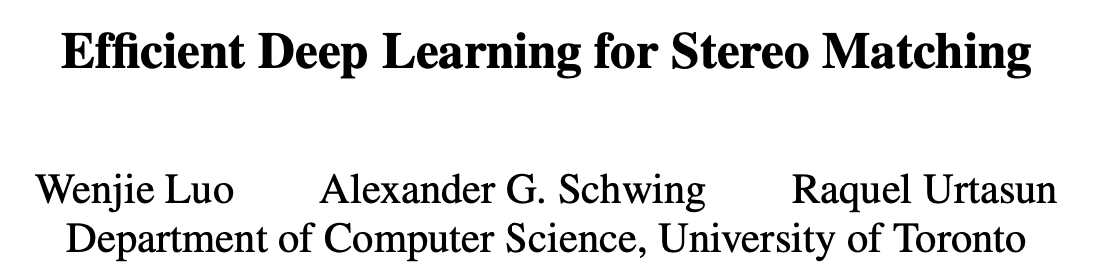 Efficient Deep Learning for Stereo Matching
Wenjie Luo Alexander G. Schwing Raquel Urtasun
Department of Computer Science, University of Toronto